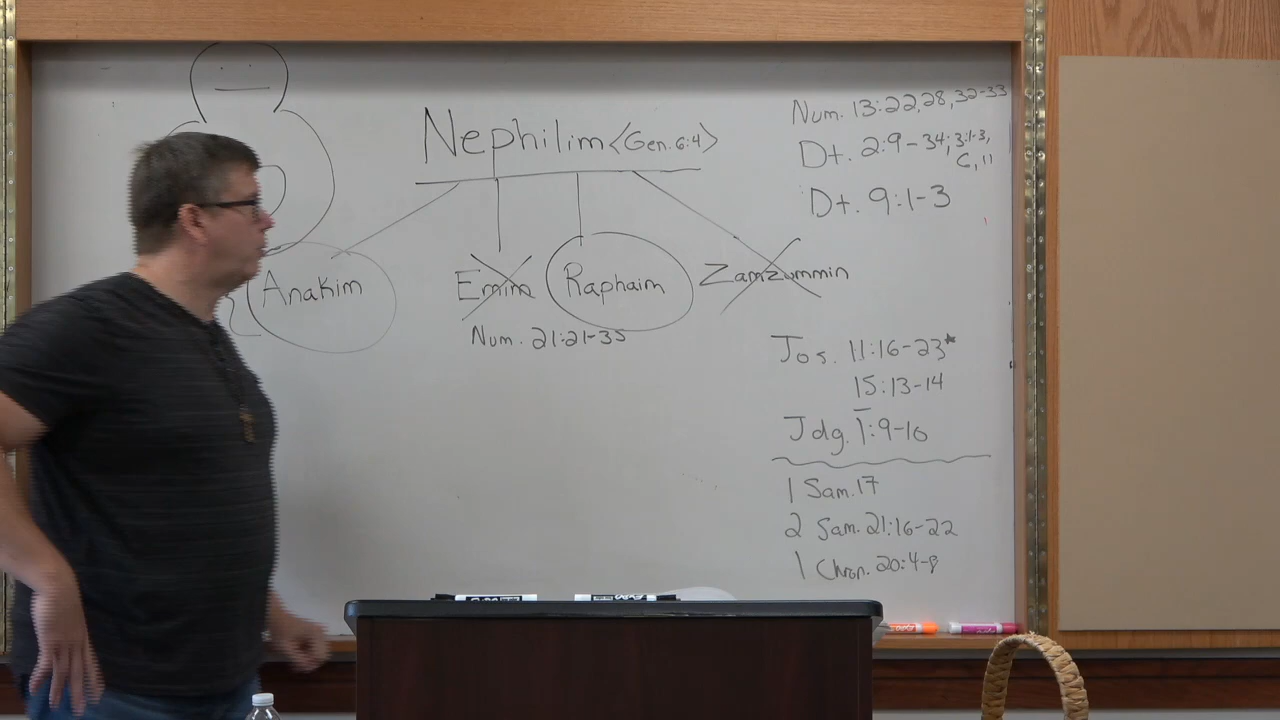 Nephilim <Gen. 6:4>
Anakim Emim Raphaim Zamzummin
Num. 21:21-35
Num. 13:22,28,32-33
Dt. 2:9-34; 3:1-3,
6,11
Dt. 9:1-3
Jos. 11:16-23*
15:13-14
Jdg. 1:9-10
1 Sam. 17
2 Sam. 21:16-22
1 Chron. 20:4-8